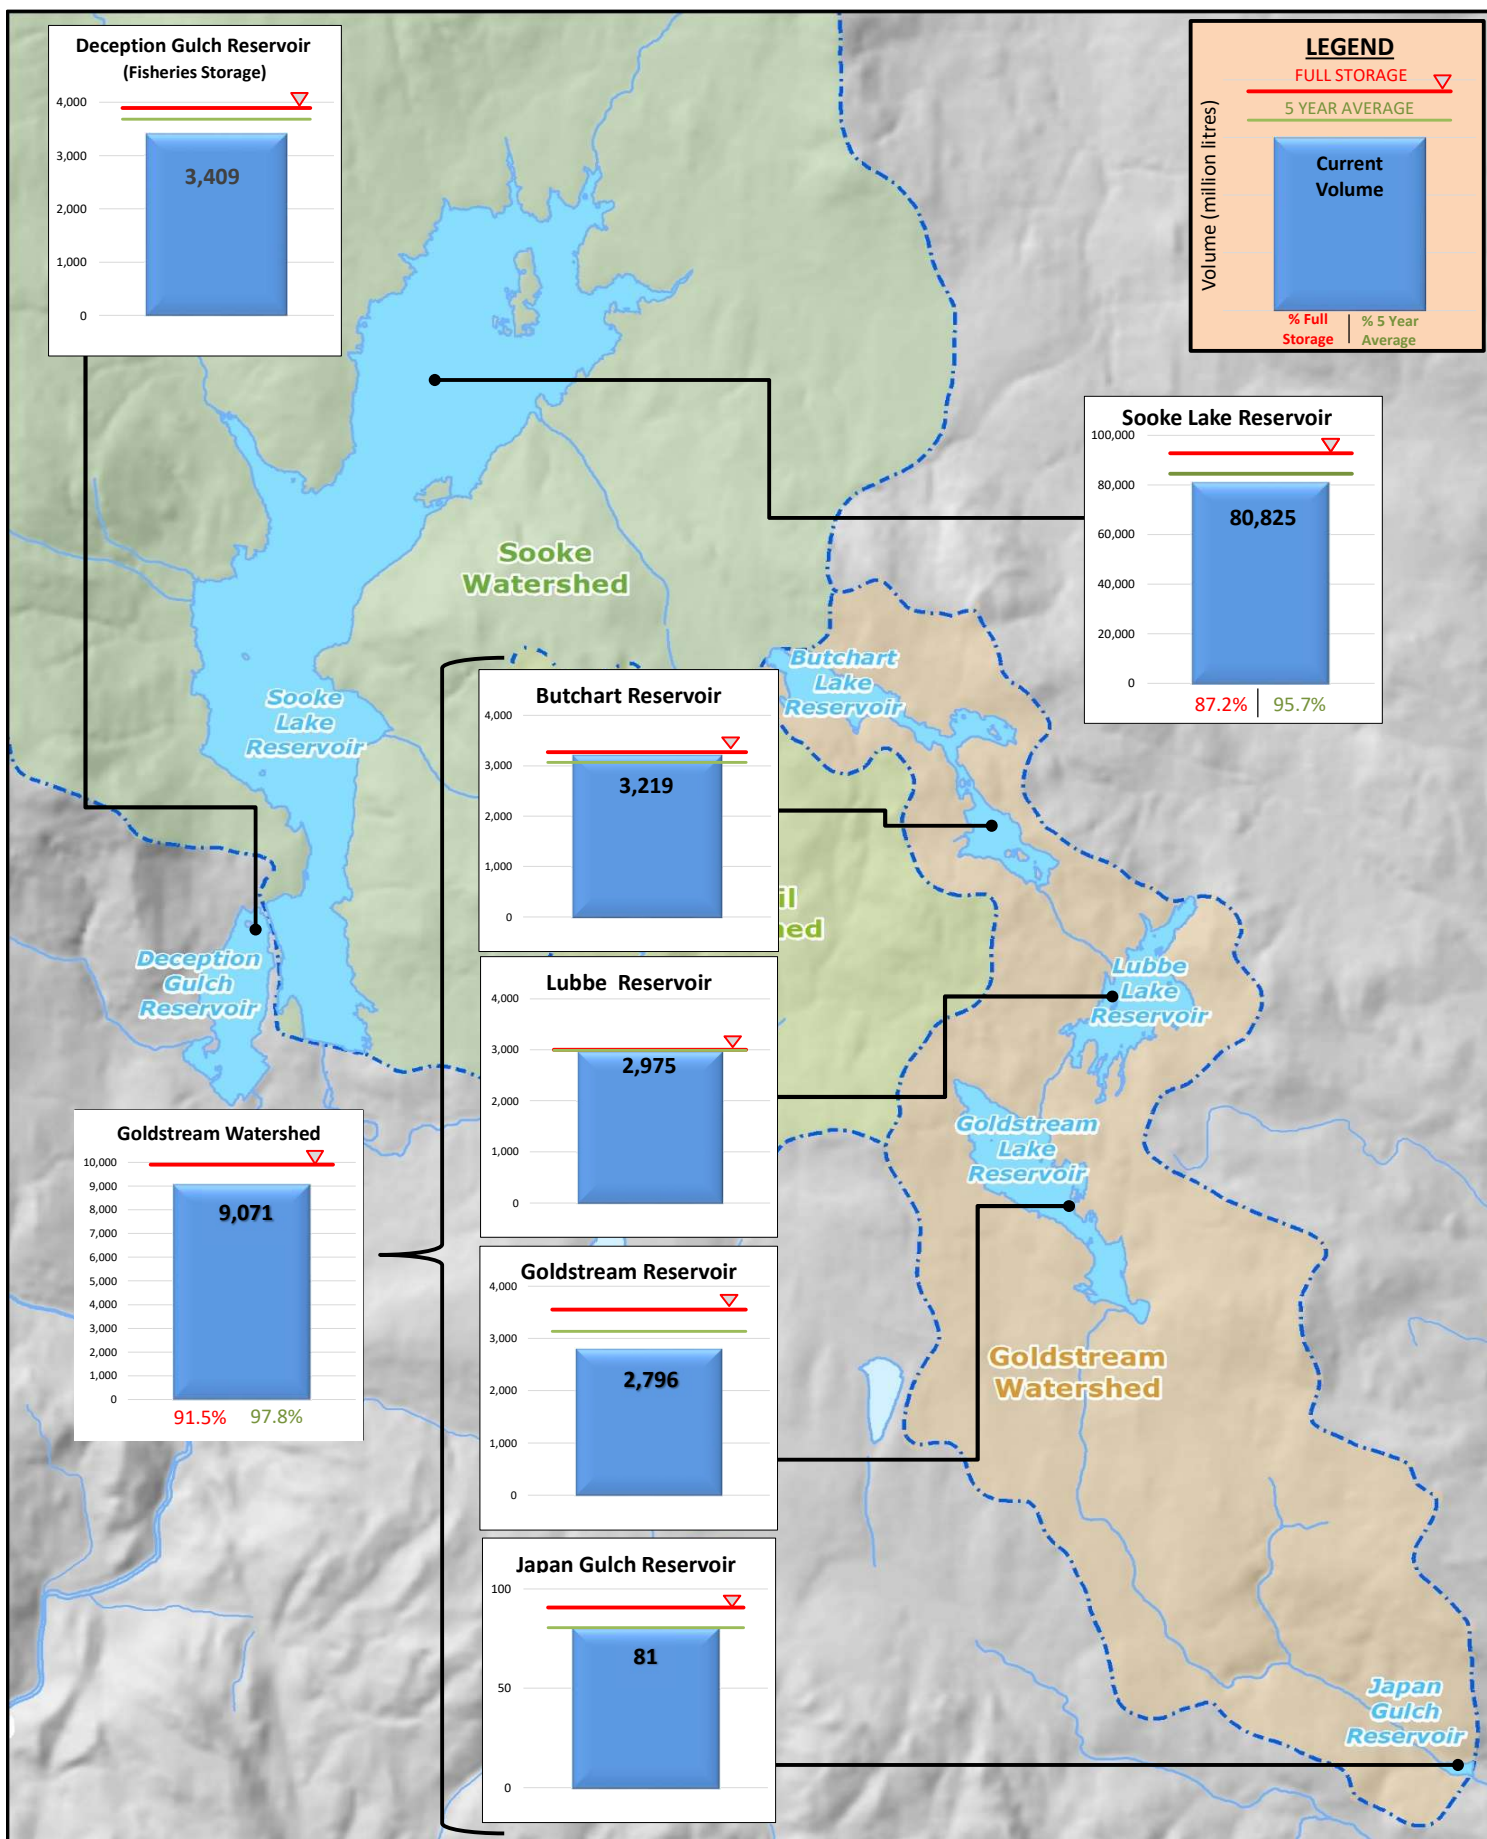 Deception Gulch Reservoir
(Fisheries Storage)
4,000
3,000
2,000
1,000
0
3,409
LEGEND
FULL STORAGE
5 YEAR AVERAGE
Current
Volume
Volume (million litres)
% Full
Storage
% 5 Year
Average
Sooke Lake Reservoir
100,000
80,000
60,000
40,000
20,000
0
80,825
87.2%
95.7%
Sooke
Watershed
Sooke
Lake
Reservoir
Butchart
Lake
Reservoir
Butchart Reservoir
4,000
3,000
2,000
1,000
0
3,219
il
hed
Deception
Gulch
Reservoir
Lubbe
Lake
Reservoir
Lubbe Reservoir
4,000
3,000
2,000
1,000
0
2,975
Goldstream
Lake
Reservoir
Goldstream Watershed
10,000
9,000
8,000
7,000
6,000
5,000
4,000
3,000
2,000
1,000
0
9,071
91.5%
97.8%
Goldstream Reservoir
4,000
3,000
2,000
1,000
0
2,796
Goldstream
Watershed
Japan Gulch Reservoir
100
50
0
81
Japan
Gulch
Reservoir